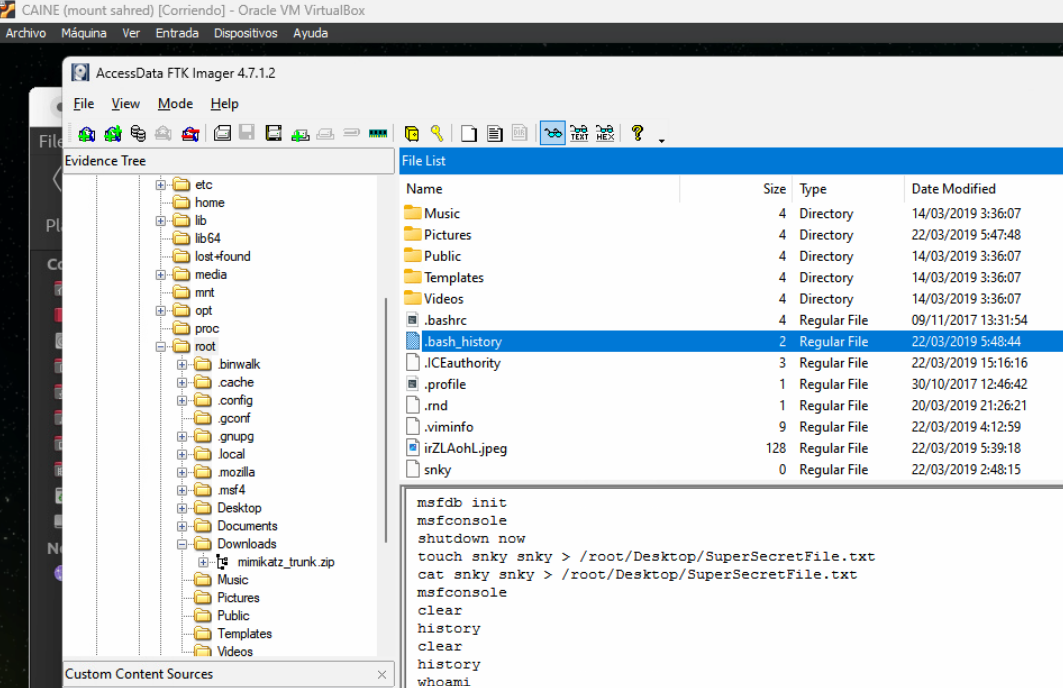 CAINE (mount sahred) [Corriendo] - Oracle VM VirtualBox
Archivo Máquina Ver Entrada Dispositivos Ayuda
AccessData FTK Imager 4.7.1.2
File View Mode Help
Evidence Tree
etc
home
lib
lib64
lost+found
media
mnt
opt
proc
root
.binwalk
.cache
.config
.gconf
.gnupg
.local
.mozilla
.msf4
Desktop
Documents
Downloads
mimikatz_trunk.zip
Music
Pictures
Public
Templates
Videos
Custom Content Sources
File List
Name Size Type Date Modified
Music 4 Directory 14/03/2019 3:36:07
Pictures 4 Directory 22/03/2019 5:47:48
Public 4 Directory 14/03/2019 3:36:07
Templates 4 Directory 14/03/2019 3:36:07
Videos 4 Directory 14/03/2019 3:36:07
.bashrc 4 Regular File 09/11/2017 13:31:54
.bash_history 2 Regular File 22/03/2019 5:48:44
.ICEauthority 3 Regular File 22/03/2019 15:16:16
.profile 1 Regular File 30/10/2017 12:46:42
.rnd 1 Regular File 20/03/2019 21:26:21
.viminfo 9 Regular File 22/03/2019 4:12:59
irZLAohL.jpeg 128 Regular File 22/03/2019 5:39:18
snky 0 Regular File 22/03/2019 2:48:15
msfdb init
msfconsole
shutdown now
touch snky snky > /root/Desktop/SuperSecretFile.txt
cat snky snky > /root/Desktop/SuperSecretFile.txt
msfconsole
clear
history
clear
history
whoami